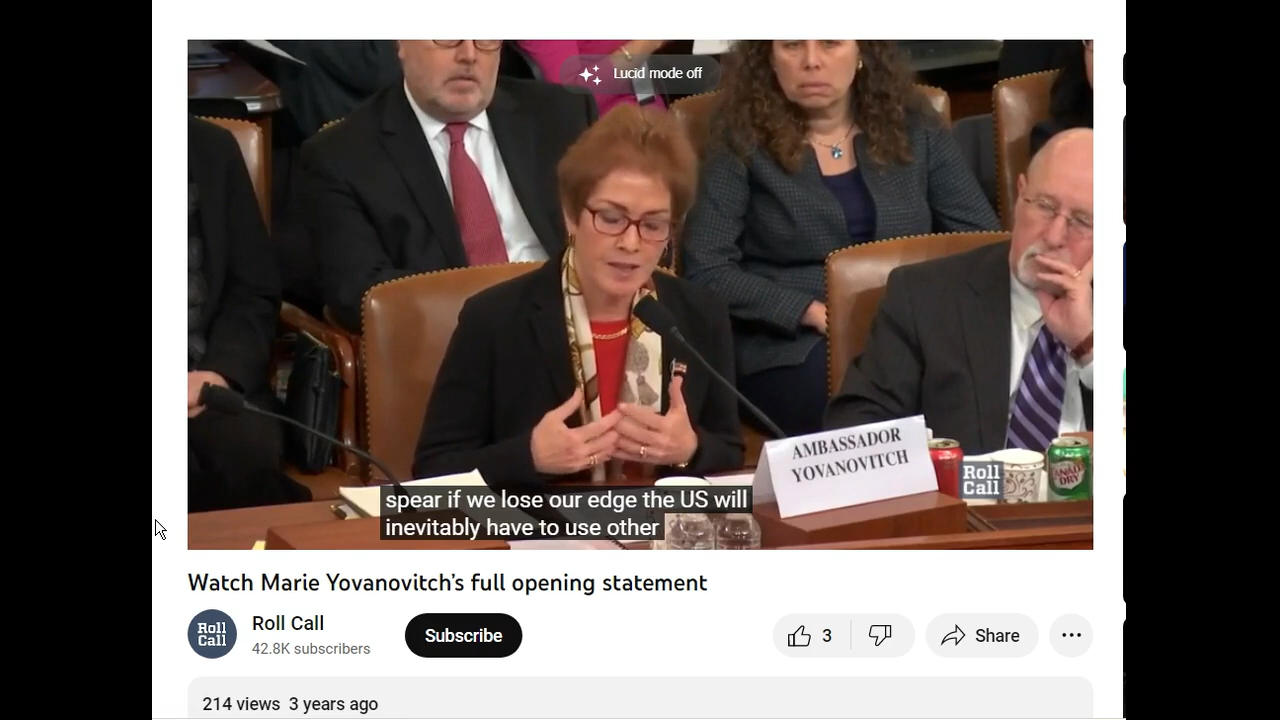 Lucid mode off
AMBASSADOR
YOVANOVITCH
Roll
Call
CANADA
DRY
spear if we lose our edge the US will
inevitably have to use other
Watch Marie Yovanovitch's full opening statement
Roll
Call
Roll Call
42.8K subscribers
Subscribe
3
Share
214 views 3 years ago